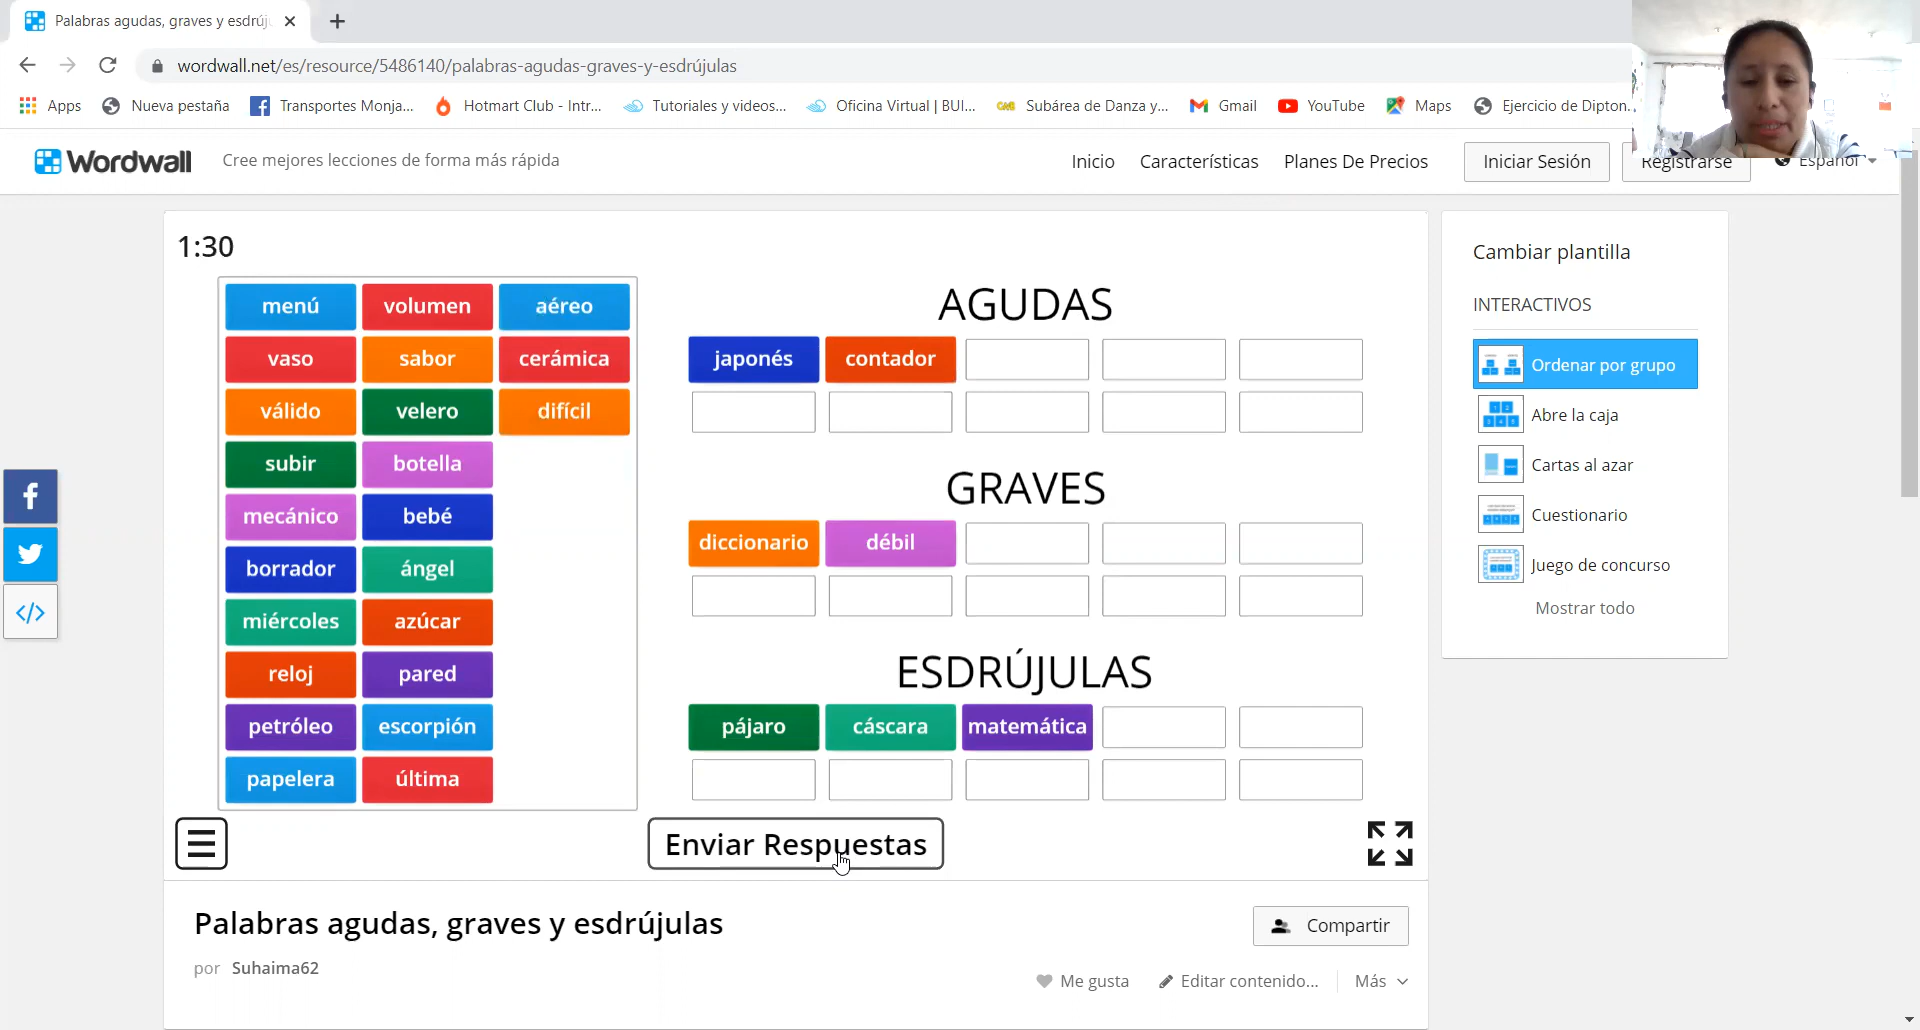 Palabras agudas, graves y esdrúj
wordwall.net/es/resource/5486140/palabras-agudas-graves-y-esdrújulas
Apps Nueva pestaña Transportes Monja... Hotmart Club - Intr... Tutoriales y videos... Oficina Virtual | BUI... Subárea de Danza y... Gmail YouTube Maps Ejercicio de Dipton.
Wordwall Cree mejores lecciones de forma más rápida Inicio Características Planes De Precios Iniciar Sesión Registrarse Español
1:30
menú volumen aéreo
vaso sabor cerámica
válido velero difícil
subir botella
mecánico bebé
borrador ángel
miércoles azúcar
reloj pared
petróleo escorpión
papelera última
AGUDAS
japonés contador
GRAVES
diccionario débil
ESDRÚJULAS
pájaro cáscara matemática
Enviar Respuestas
Cambiar plantilla
INTERACTIVOS
Ordenar por grupo
Abre la caja
Cartas al azar
Cuestionario
Juego de concurso
Mostrar todo
Palabras agudas, graves y esdrújulas
Compartir
por Suhaima62
Me gusta Editar contenido... Más